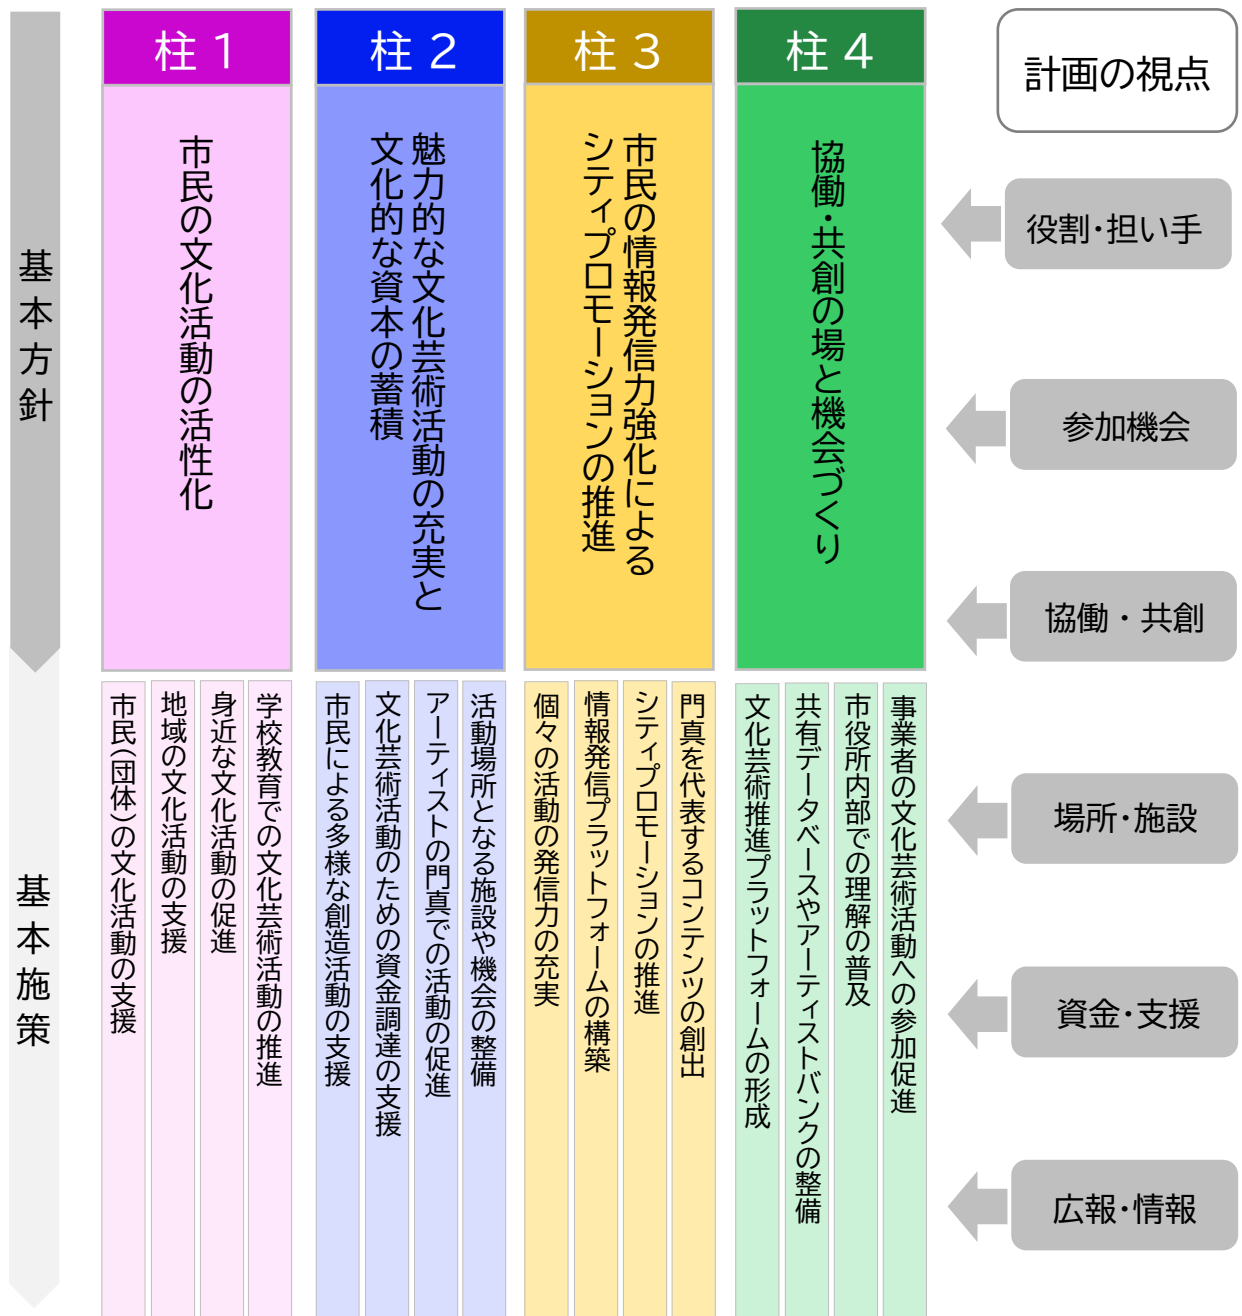 基本方針
基本施策
柱 1
市民の文化活動の活性化
市民（団体）の文化活動の支援
地域の文化活動の支援
身近な文化活動の促進
学校教育での文化芸術活動の推進
柱 2
魅力的な文化芸術活動の充実と
文化的な資本の蓄積
市民による多様な創造活動の支援
文化芸術活動のための資金調達の支援
アーティストの門真での活動の促進
活動場所となる施設や機会の整備
柱 3
市民の情報発信力強化による
シティプロモーションの推進
個々の活動の発信力の充実
情報発信プラットフォームの構築
シティプロモーションの推進
門真を代表するコンテンツの創出
柱 4
協働・共創の場と機会づくり
文化芸術推進プラットフォームの形成
共有データベースやアーティストバンクの整備
市役所内部での理解の普及
事業者の文化芸術活動への参加促進
計画の視点
役割・担い手
参加機会
協働・共創
場所・施設
資金・支援
広報・情報